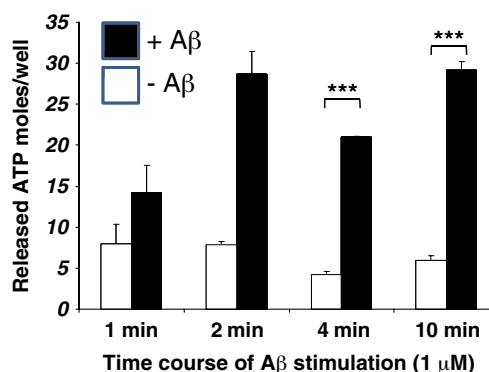 Released ATP moles/well
35
30
25
20
15
10
5
0
+ Aβ
- Aβ
***
***
1 min 2 min 4 min 10 min
Time course of Aβ stimulation (1 μM)